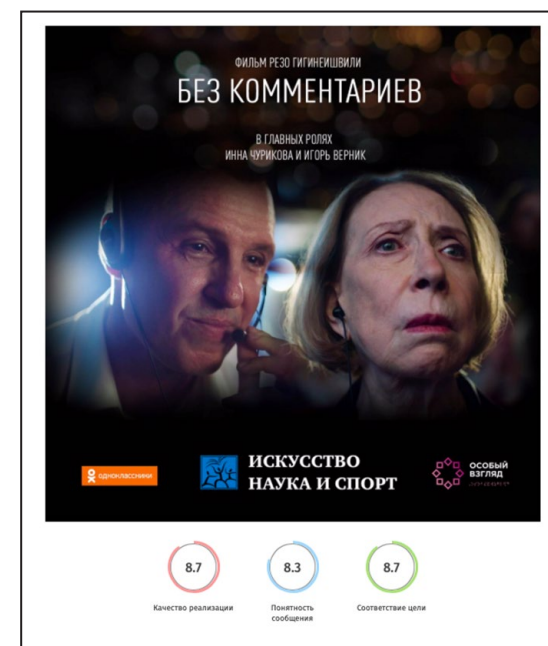 ФИЛЬМ РЕЗО ГИГИНЕИШВИЛИ
БЕЗ КОММЕНТАРИЕВ
В ГЛАВНЫХ РОЛЯХ
ИННА ЧУРИКОВА И ИГОРЬ ВЕРНИК
одноклассники
ИСКУССТВО
НАУКА И СПОРТ
ОСОБЫЙ
ВЗГЛЯД
8.7
8.3
8.7
Качество реализации
Понятность
сообщения
Соответствие цели